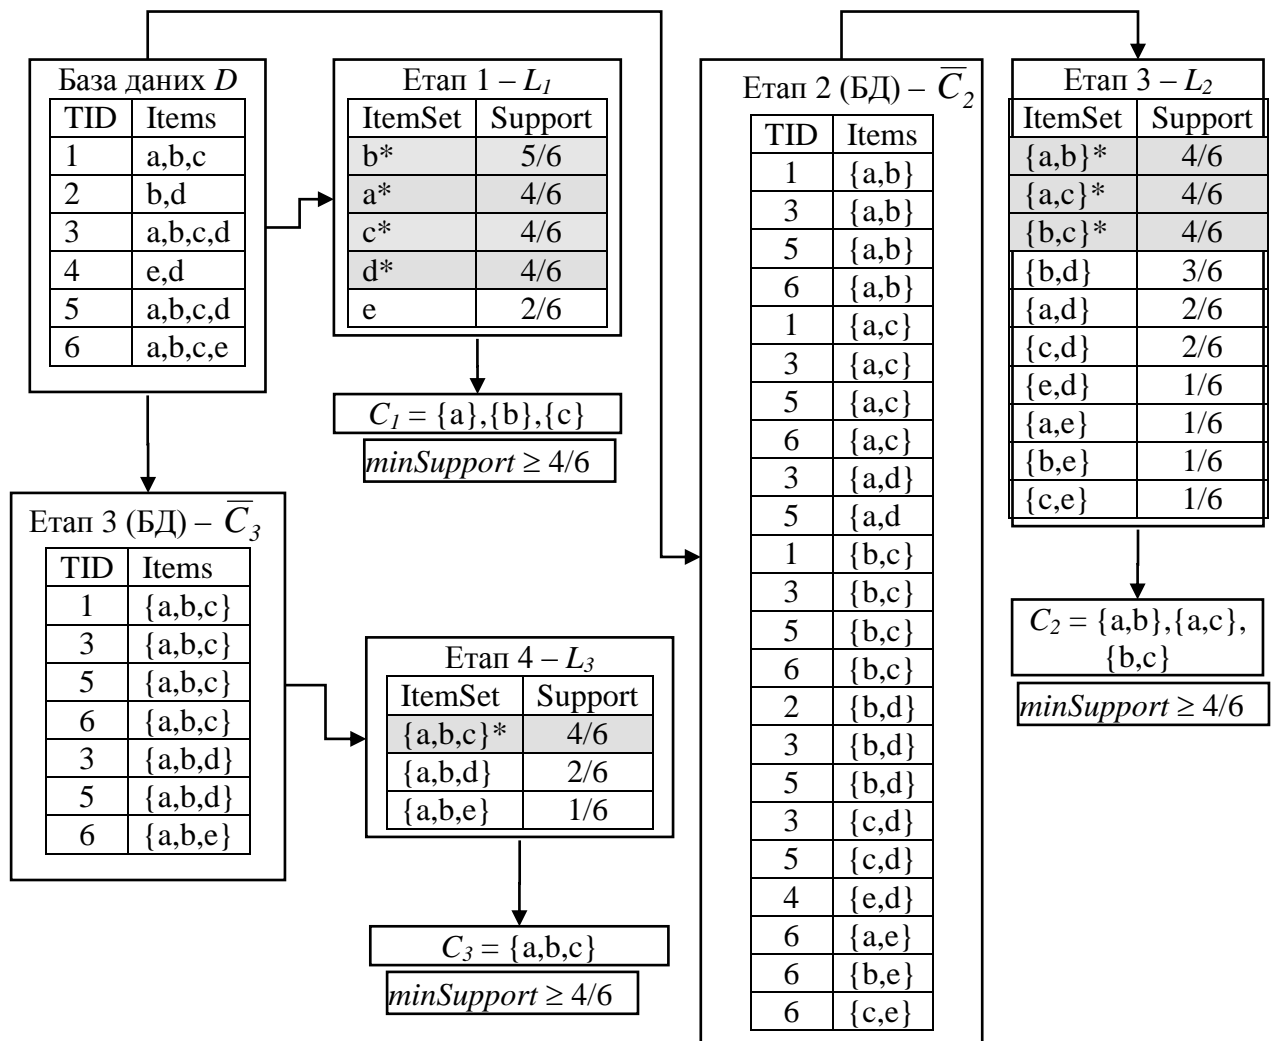 База даних D
TID Items
1 a,b,c
2 b,d
3 a,b,c,d
4 e,d
5 a,b,c,d
6 a,b,c,e
Етап 1 – L1
ItemSet Support
b* 5/6
a* 4/6
c* 4/6
d* 4/6
e 2/6
C1 = {a},{b},{c}
minSupport ≥ 4/6
Етап 2 (БД) – C̅2
TID Items
1 {a,b}
3 {a,b}
5 {a,b}
6 {a,b}
1 {a,c}
3 {a,c}
5 {a,c}
6 {a,c}
3 {a,d}
5 {a,d
1 {b,c}
3 {b,c}
5 {b,c}
6 {b,c}
2 {b,d}
3 {b,d}
5 {b,d}
3 {c,d}
5 {c,d}
4 {e,d}
6 {a,e}
6 {b,e}
6 {c,e}
Етап 3 – L2
ItemSet Support
{a,b}* 4/6
{a,c}* 4/6
{b,c}* 4/6
{b,d} 3/6
{a,d} 2/6
{c,d} 2/6
{e,d} 1/6
{a,e} 1/6
{b,e} 1/6
{c,e} 1/6
C2 = {a,b},{a,c},
{b,c}
minSupport ≥ 4/6
Етап 3 (БД) – C̅3
TID Items
1 {a,b,c}
3 {a,b,c}
5 {a,b,c}
6 {a,b,c}
3 {a,b,d}
5 {a,b,d}
6 {a,b,e}
Етап 4 – L3
ItemSet Support
{a,b,c}* 4/6
{a,b,d} 2/6
{a,b,e} 1/6
C3 = {a,b,c}
minSupport ≥ 4/6